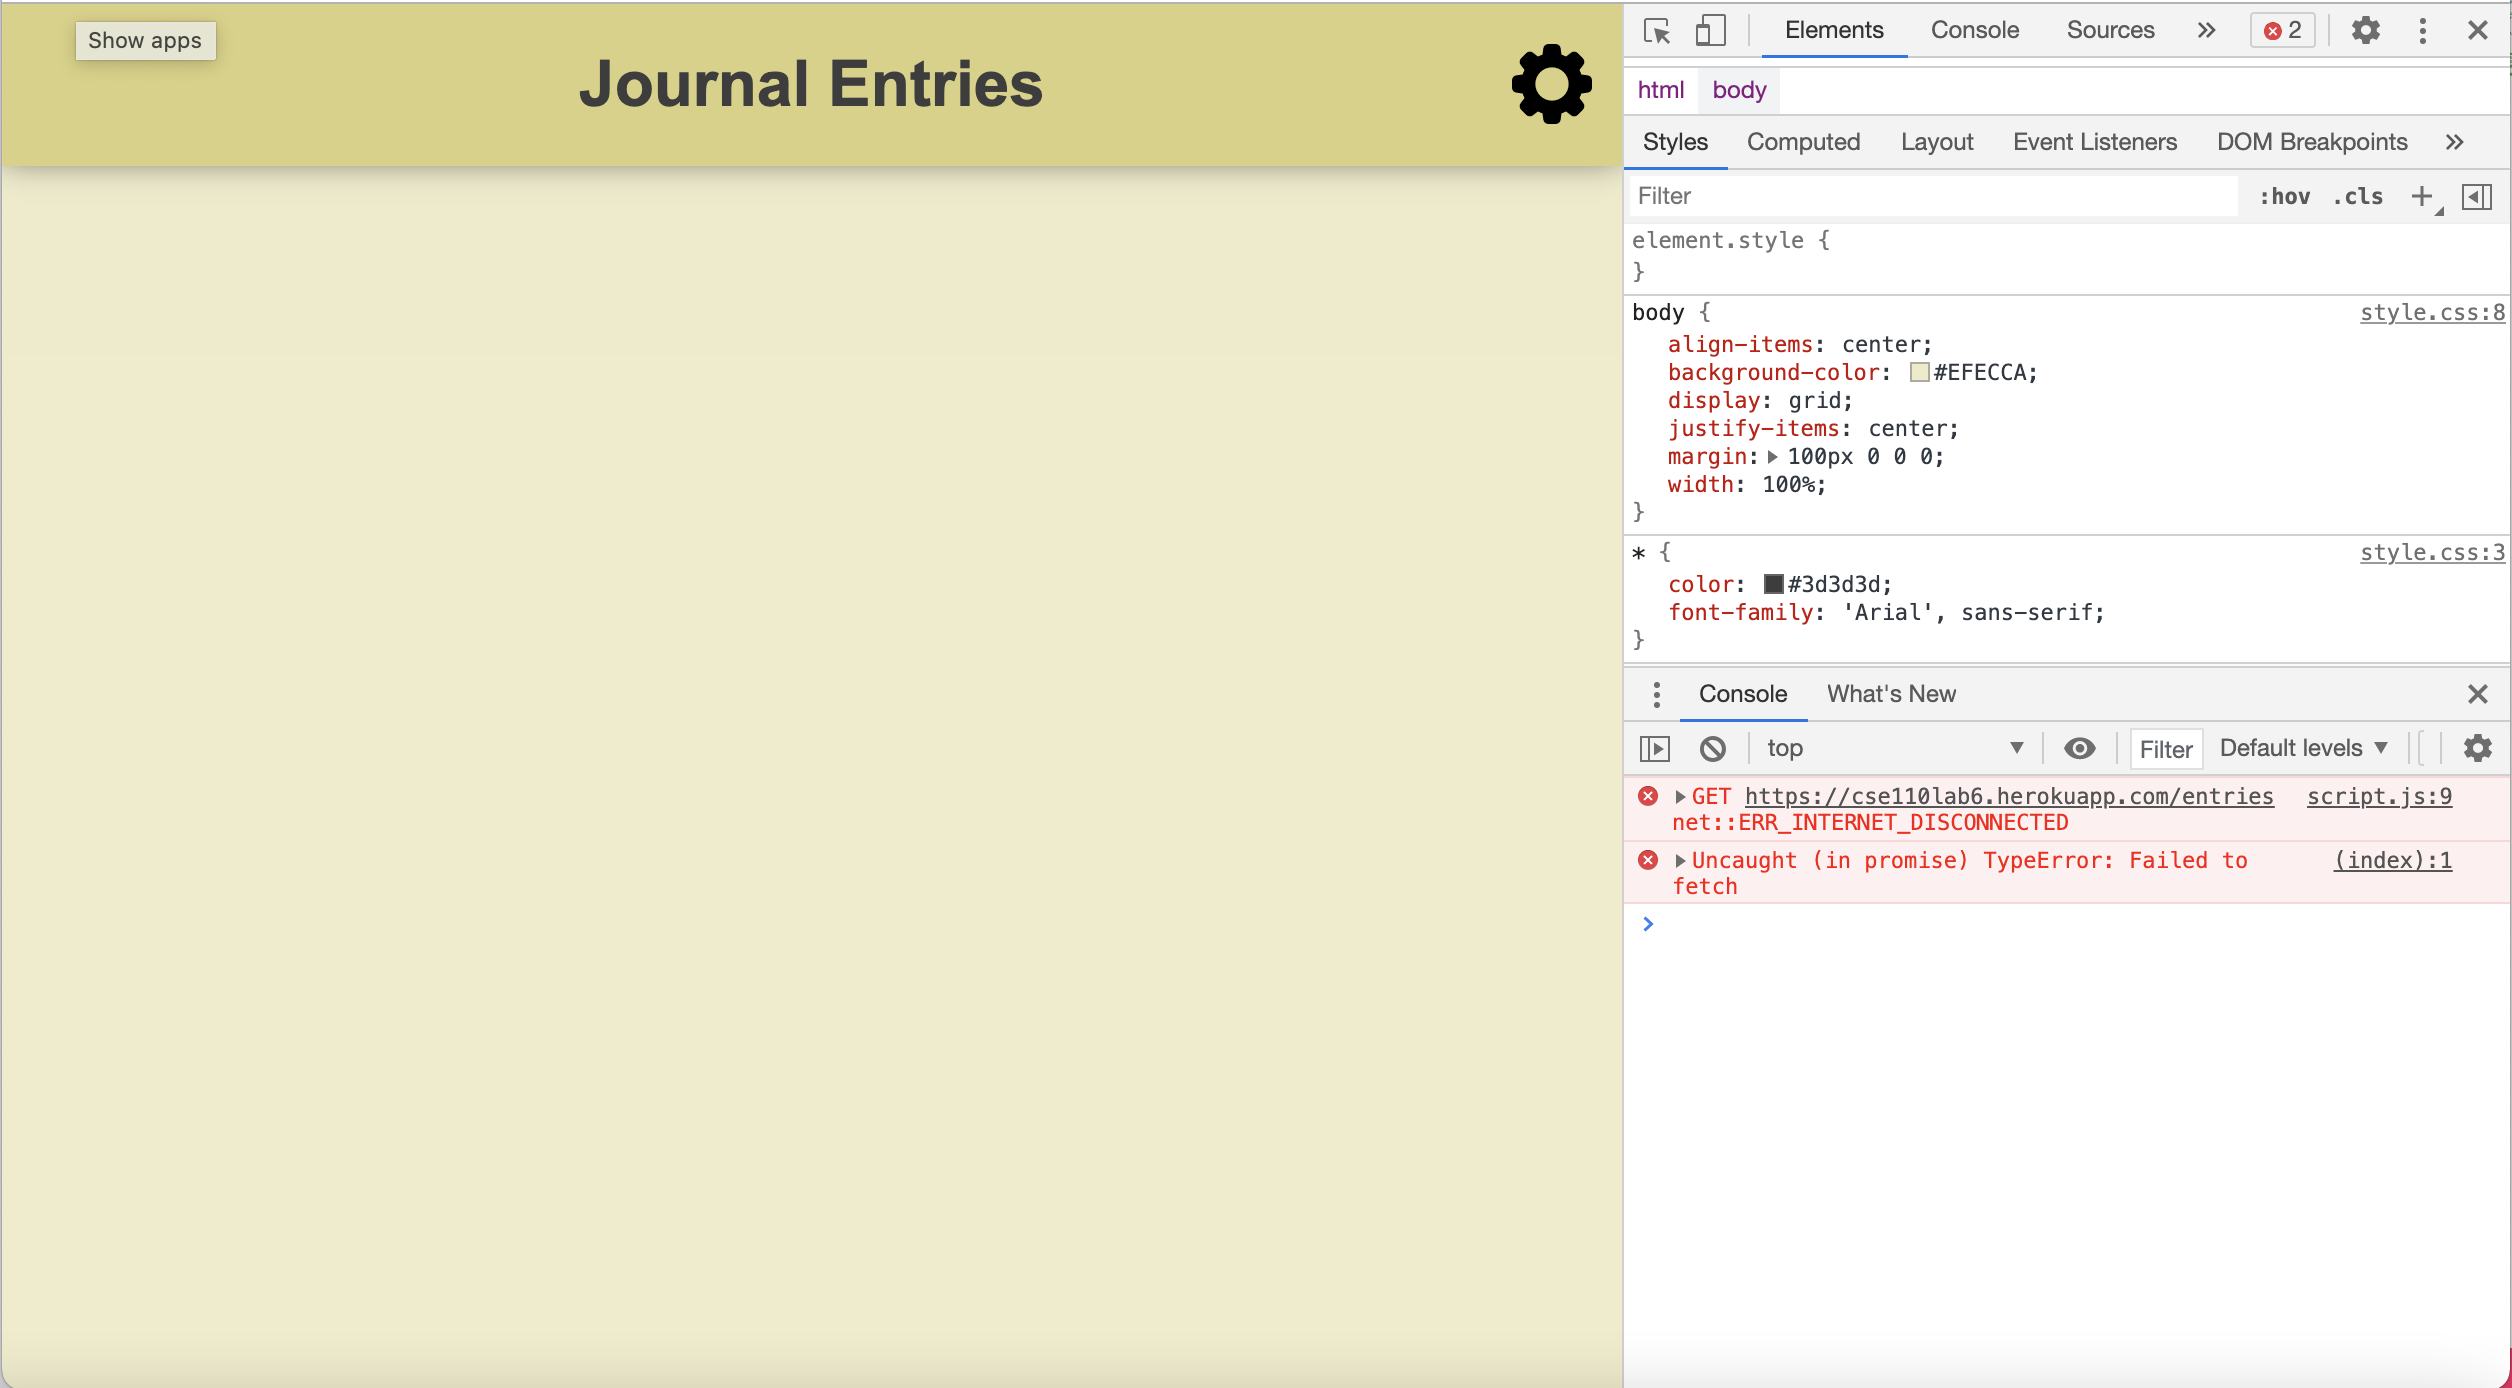 Show apps
Journal Entries
Elements Console Sources » 2
html body
Styles Computed Layout Event Listeners DOM Breakpoints »
Filter :hov .cls +
element.style {
}
body { style.css:8
align-items: center;
background-color: #EFECCA;
display: grid;
justify-items: center;
margin: 100px 0 0 0;
width: 100%;
}
* { style.css:3
color: #3d3d3d;
font-family: 'Arial', sans-serif;
}
Console What's New
top Filter Default levels
GET https://cse110lab6.herokuapp.com/entries script.js:9
net::ERR_INTERNET_DISCONNECTED
Uncaught (in promise) TypeError: Failed to (index):1
fetch